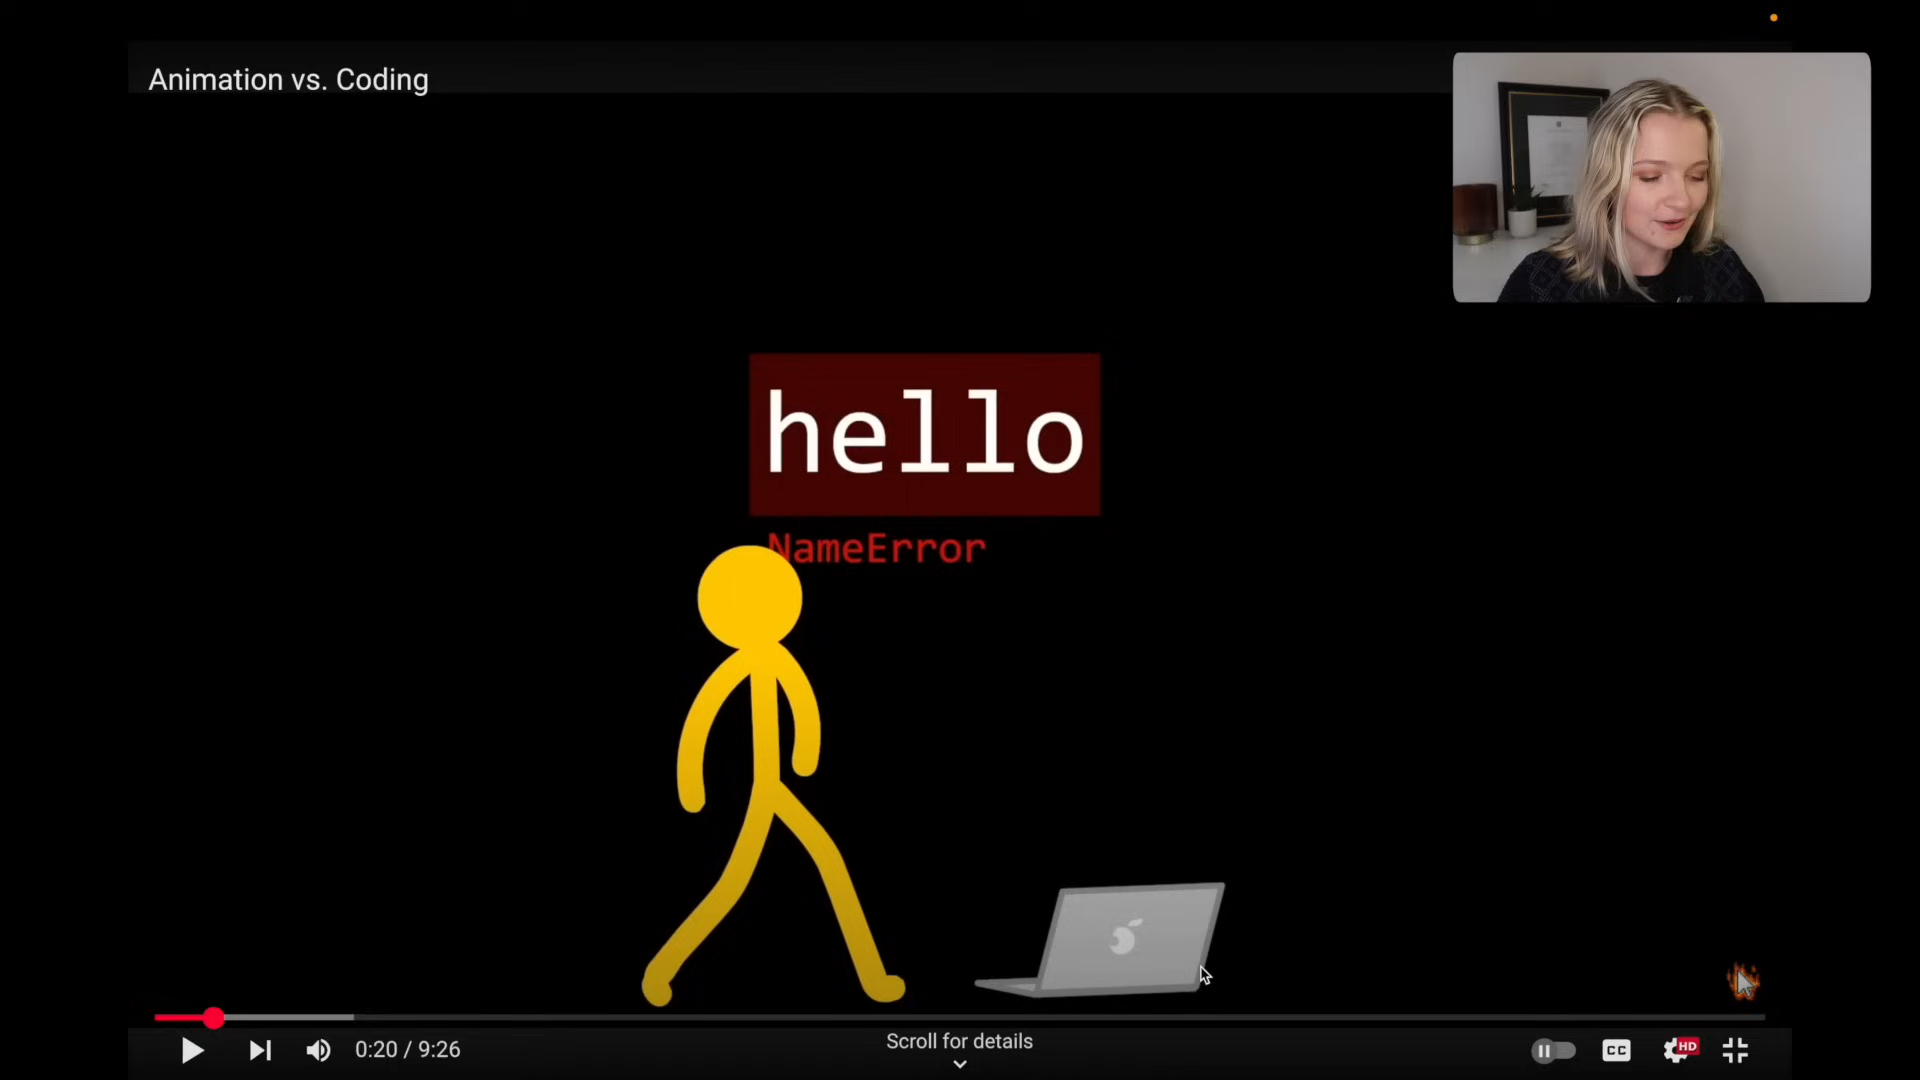 Animation vs. Coding
hello
NameError
Scroll for details
0:20 / 9:26
CC
HD